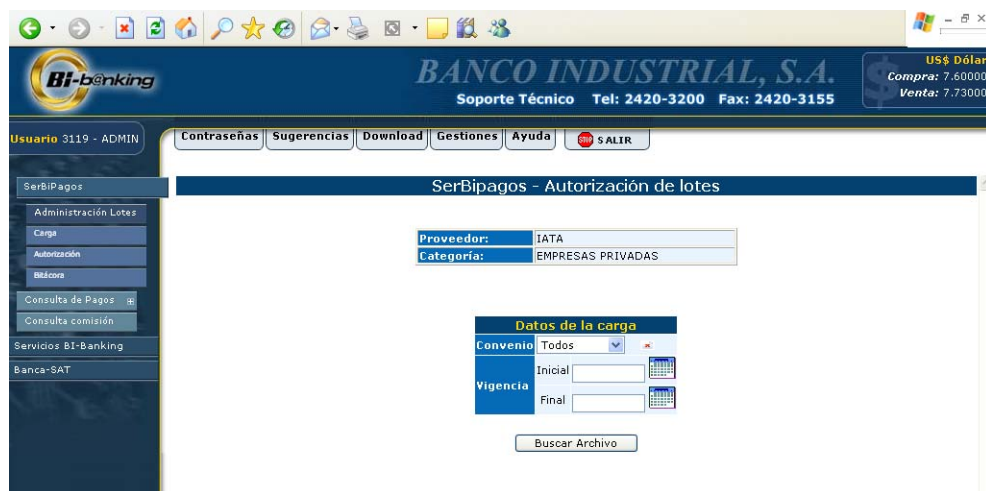 Bi-b@nking
BANCO INDUSTRIAL, S.A.
Soporte Técnico Tel: 2420-3200 Fax: 2420-3155
US$ Dólar
Compra: 7.60000
Venta: 7.73000
Usuario 3119 - ADMIN
Contraseñas Sugerencias Download Gestiones Ayuda STOP SALIR
SerBiPagos
Administración Lotes
Carga
Autorización
Bitácora
Consulta de Pagos
Consulta comisión
Servicios BI-Banking
Banca-SAT
SerBipagos - Autorización de lotes
Proveedor: IATA
Categoría: EMPRESAS PRIVADAS
Datos de la carga
Convenio Todos
Vigencia
Inicial
Final
Buscar Archivo